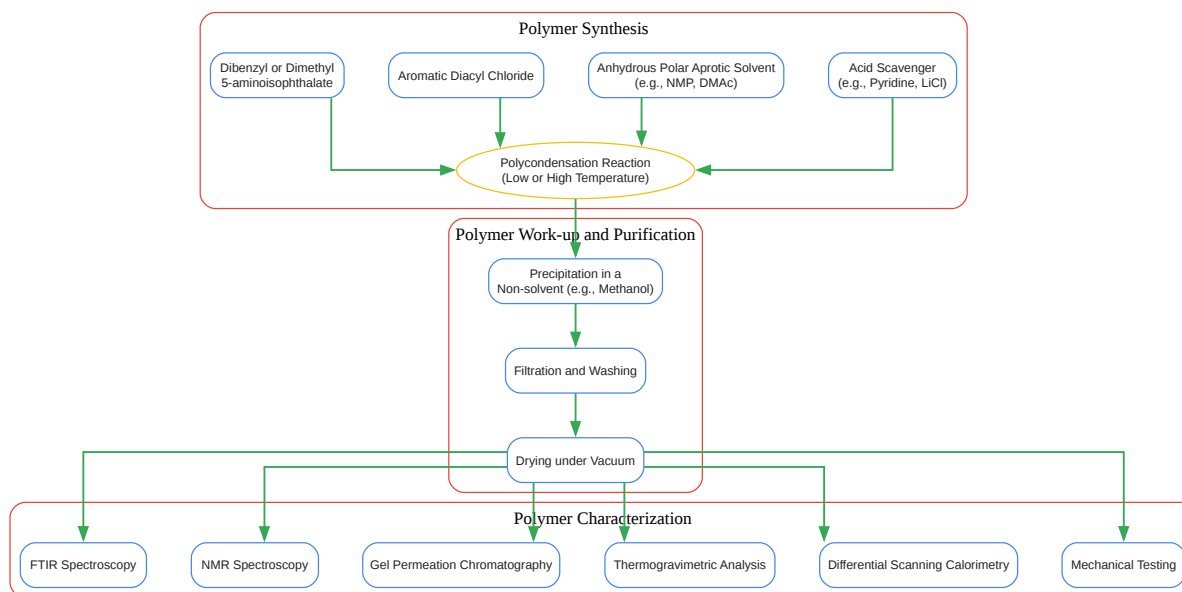 Polymer Synthesis
Dibenzyl or Dimethyl
5-aminoisophthalate
Aromatic Diacyl Chloride
Anhydrous Polar Aprotic Solvent
(e.g., NMP, DMAc)
Acid Scavenger
(e.g., Pyridine, LiCl)
Polycondensation Reaction
(Low or High Temperature)
Polymer Work-up and Purification
Precipitation in a
Non-solvent (e.g., Methanol)
Filtration and Washing
Drying under Vacuum
Polymer Characterization
FTIR Spectroscopy
NMR Spectroscopy
Gel Permeation Chromatography
Thermogravimetric Analysis
Differential Scanning Calorimetry
Mechanical Testing